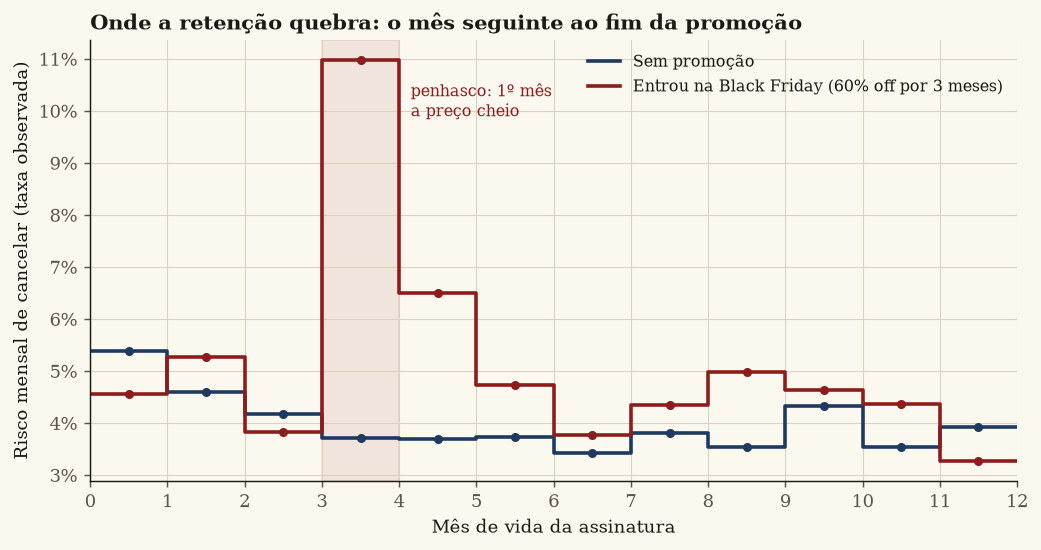 Onde a retenção quebra: o mês seguinte ao fim da promoção
Risco mensal de cancelar (taxa observada)
11%
10%
9%
8%
7%
6%
5%
4%
3%
Sem promoção
Entrou na Black Friday (60% off por 3 meses)
penhasco: 1º mês
a preço cheio
0 1 2 3 4 5 6 7 8 9 10 11 12
Mês de vida da assinatura